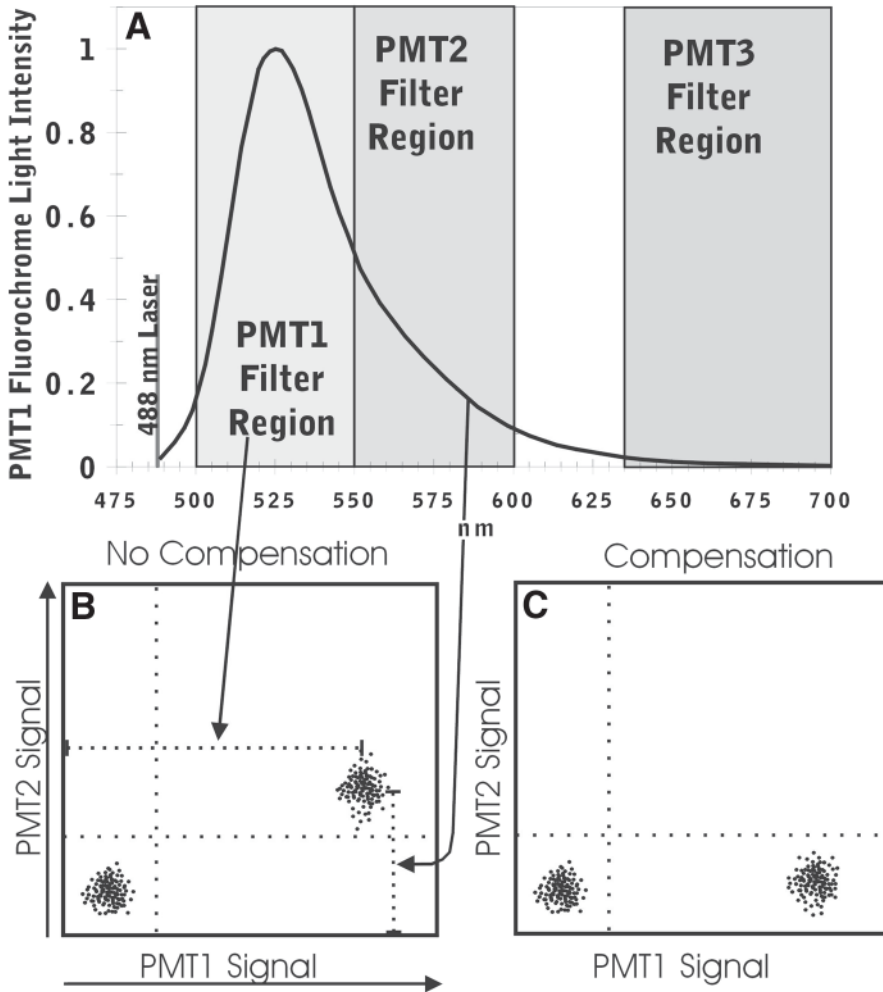 A
PMT1 Fluorochrome Light Intensity
1
0.8
0.6
0.4
0.2
0
488 nm Laser
PMT1
Filter
Region
PMT2
Filter
Region
PMT3
Filter
Region
475 500 525 550 575 600 625 650 675 700
nm
No Compensation
Compensation
B
PMT2 Signal
PMT1 Signal
C
PMT2 Signal
PMT1 Signal